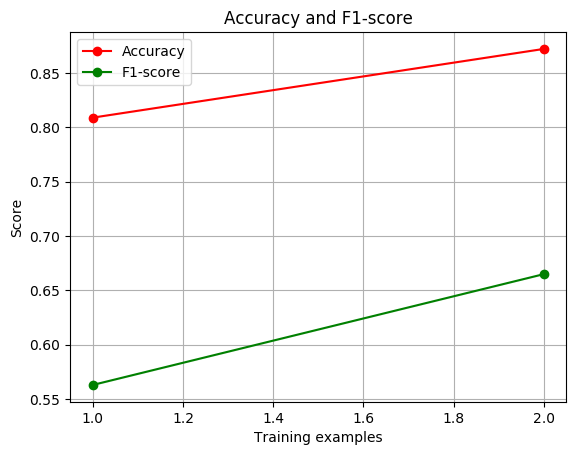 Accuracy and F1-score
Accuracy
F1-score
Score
0.85
0.80
0.75
0.70
0.65
0.60
0.55
1.0 1.2 1.4 1.6 1.8 2.0
Training examples